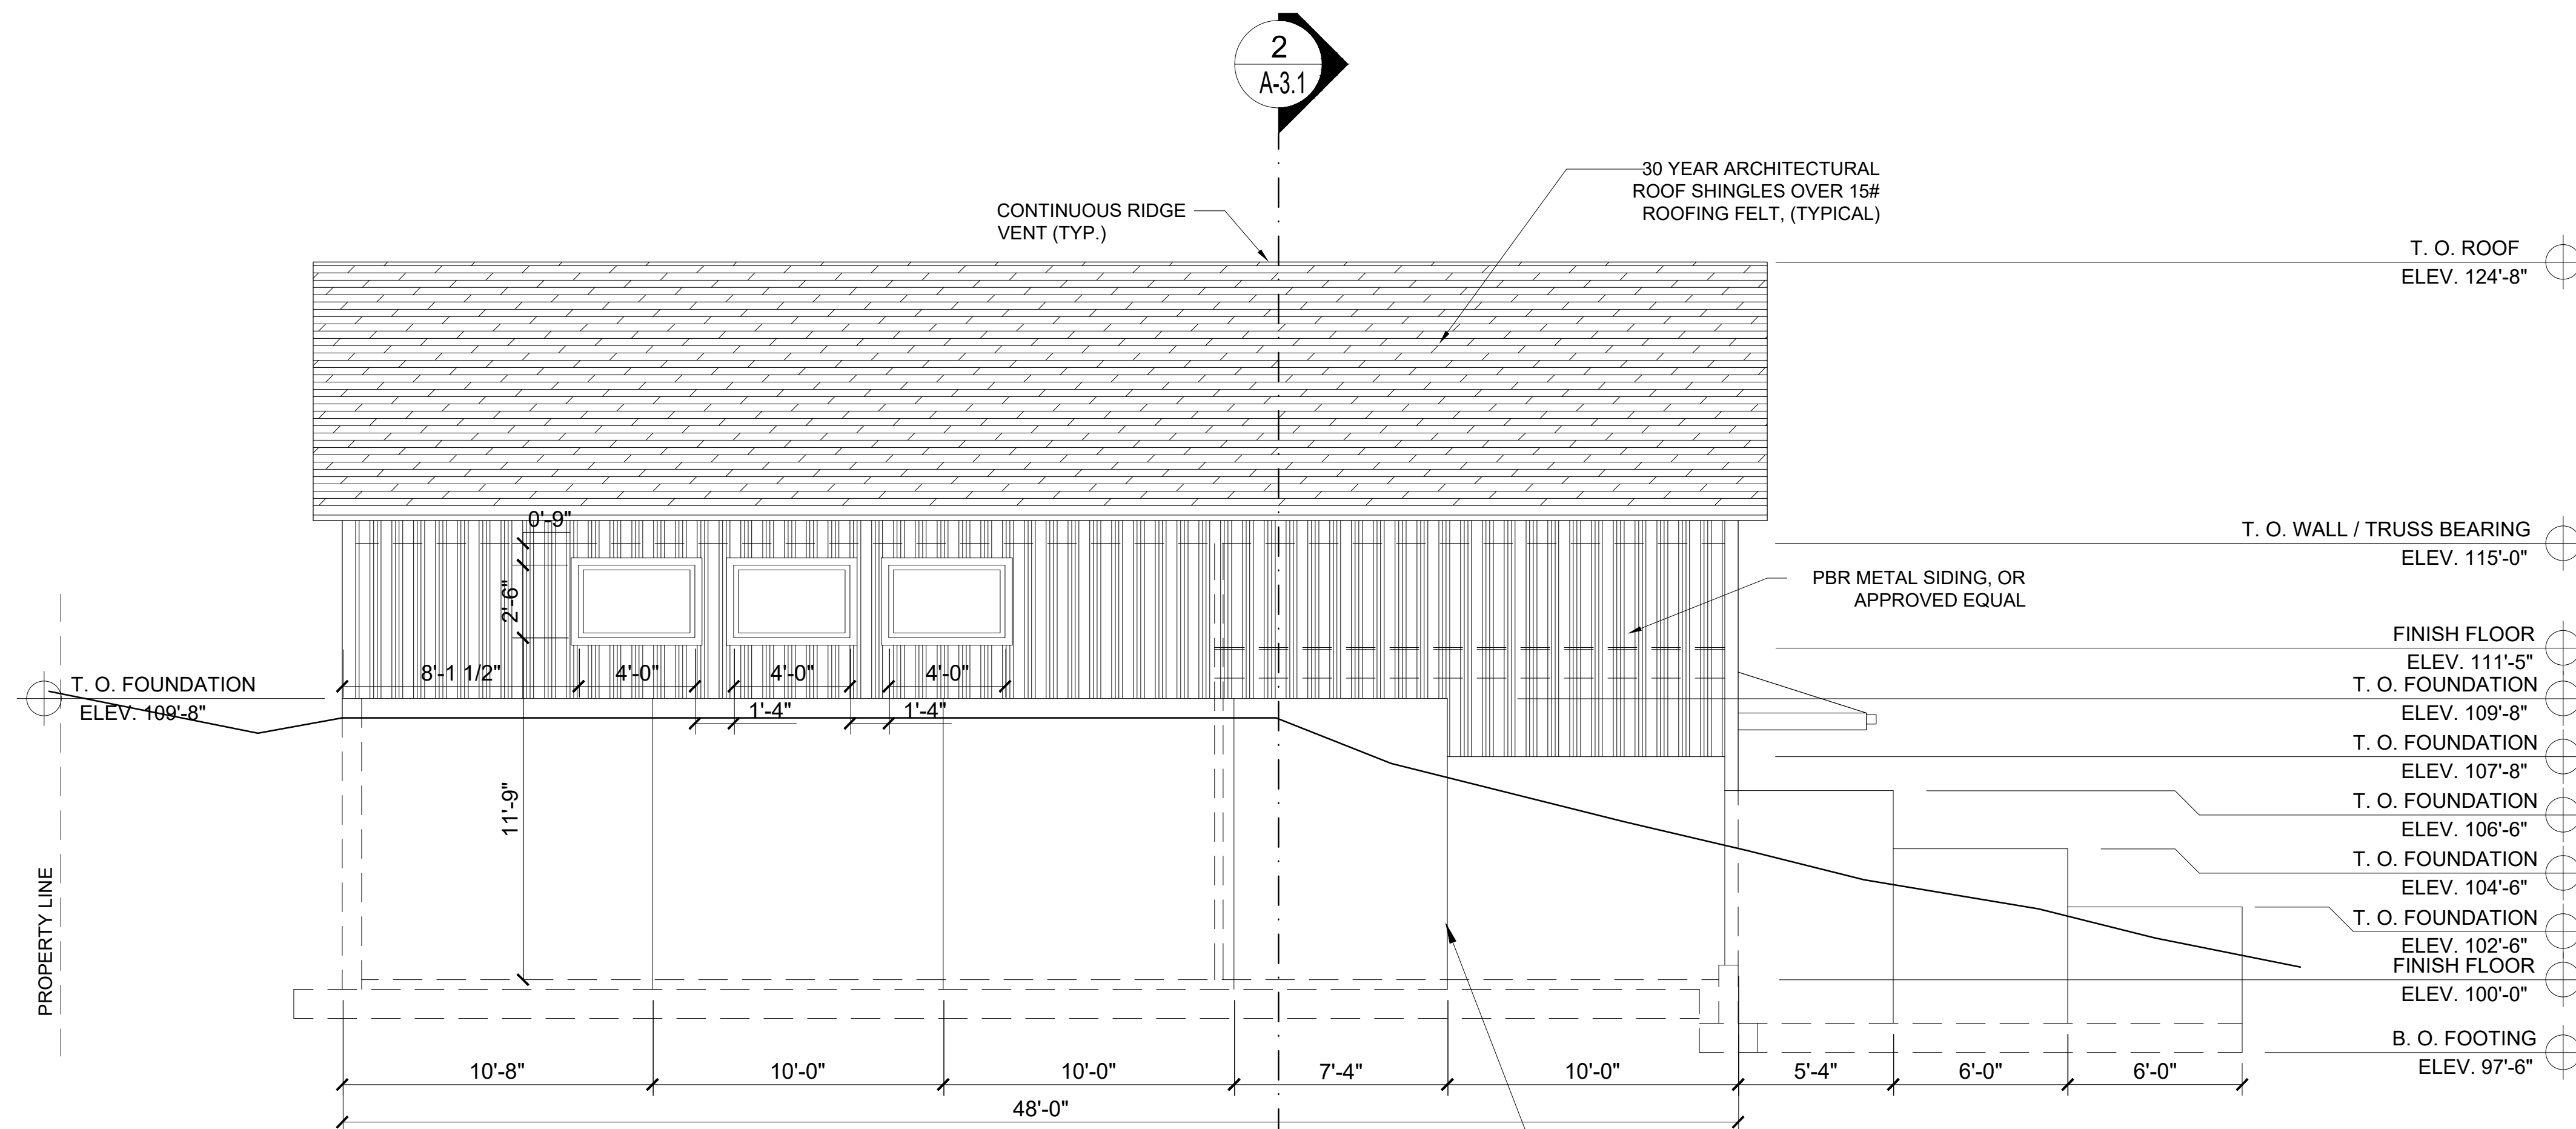 2
A-3.1
30 YEAR ARCHITECTURAL
ROOF SHINGLES OVER 15#
ROOFING FELT, (TYPICAL)
CONTINUOUS RIDGE
VENT (TYP.)
T. O. ROOF
ELEV. 124'-8"
0'-9"
T. O. WALL / TRUSS BEARING
ELEV. 115'-0"
2'-6"
PBR METAL SIDING, OR
APPROVED EQUAL
FINISH FLOOR
ELEV. 111'-5"
8'-1 1/2"
4'-0"
4'-0"
4'-0"
T. O. FOUNDATION
ELEV. 109'-8"
T. O. FOUNDATION
ELEV. 109'-8"
1'-4"
1'-4"
T. O. FOUNDATION
ELEV. 107'-8"
11'-9"
T. O. FOUNDATION
ELEV. 106'-6"
T. O. FOUNDATION
ELEV. 104'-6"
PROPERTY LINE
T. O. FOUNDATION
ELEV. 102'-6"
FINISH FLOOR
ELEV. 100'-0"
B. O. FOOTING
ELEV. 97'-6"
10'-8"
10'-0"
10'-0"
7'-4"
10'-0"
5'-4"
6'-0"
6'-0"
48'-0"